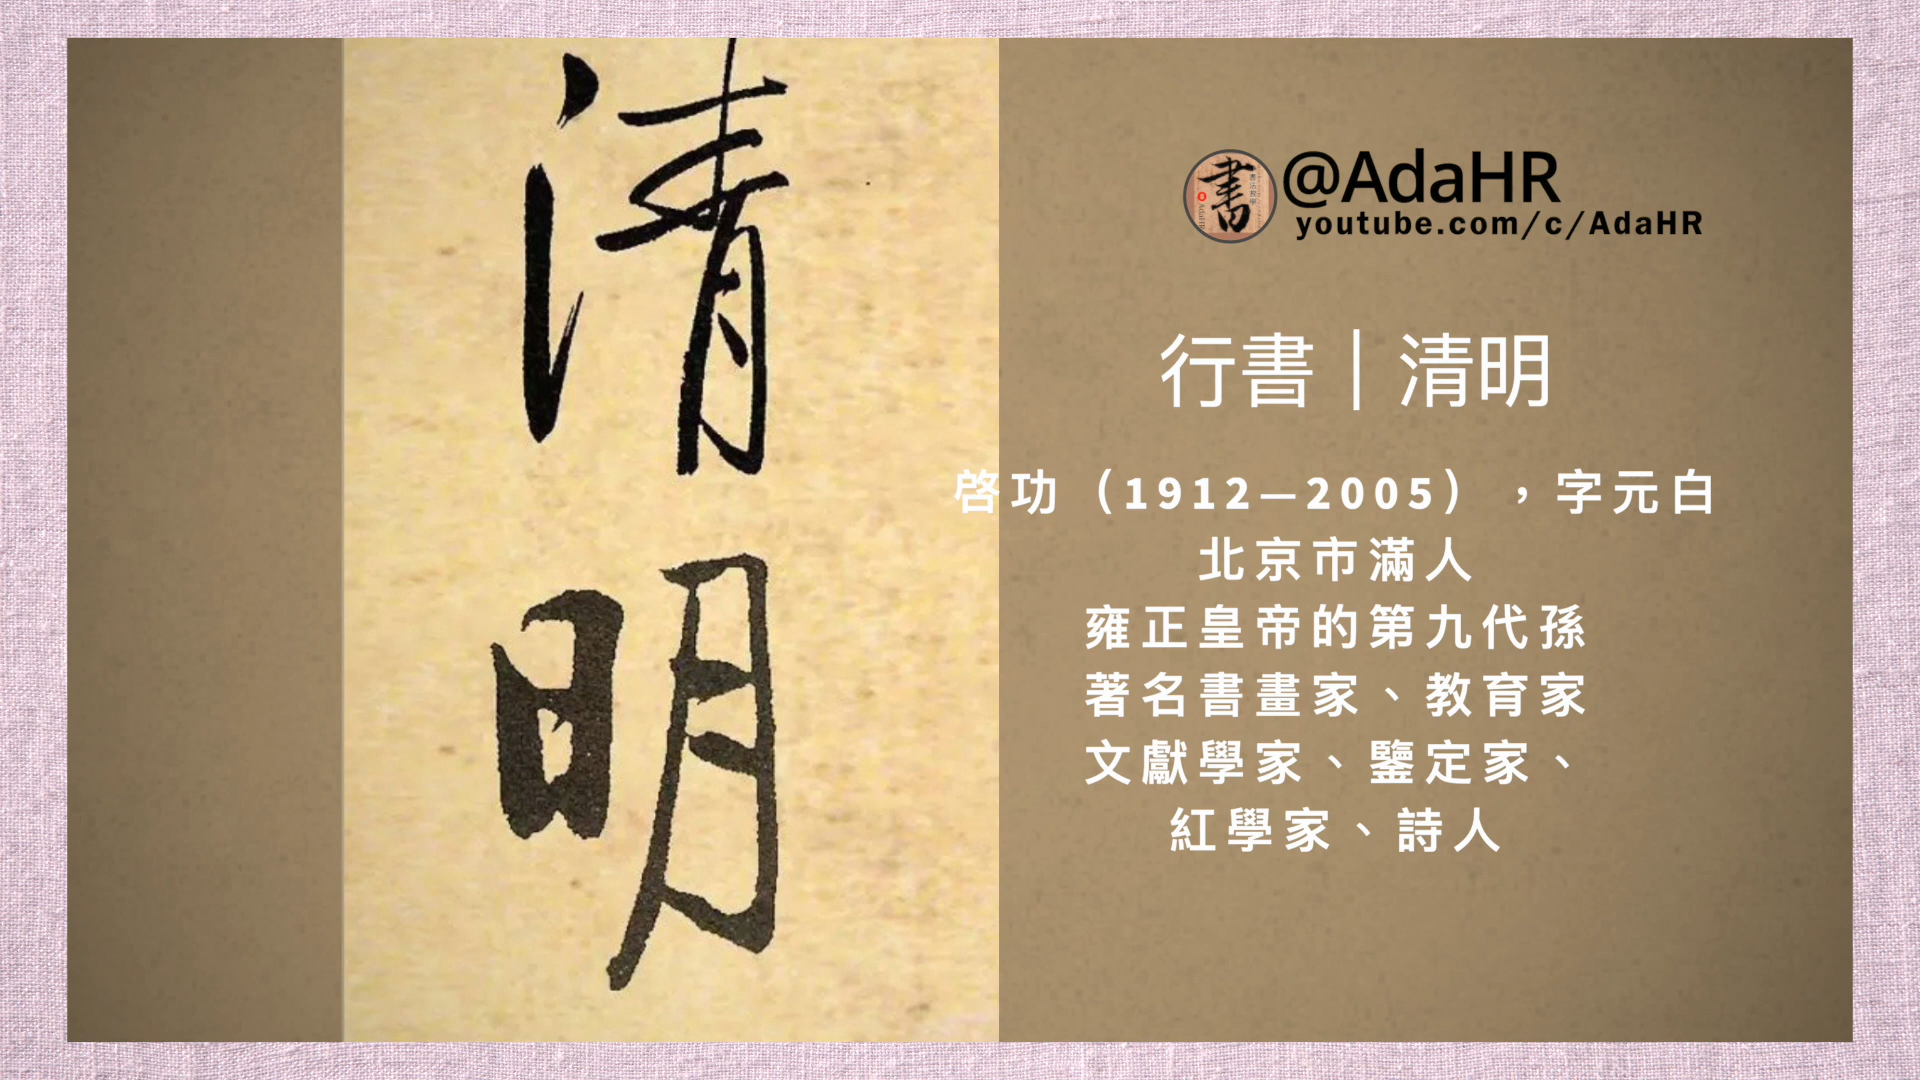 清明
書
@AdaHR
youtube.com/c/AdaHR
行書｜清明
啓功（1912—2005），字元白
北京市滿人
雍正皇帝的第九代孫
著名書畫家、教育家
文獻學家、鑒定家、
紅學家、詩人